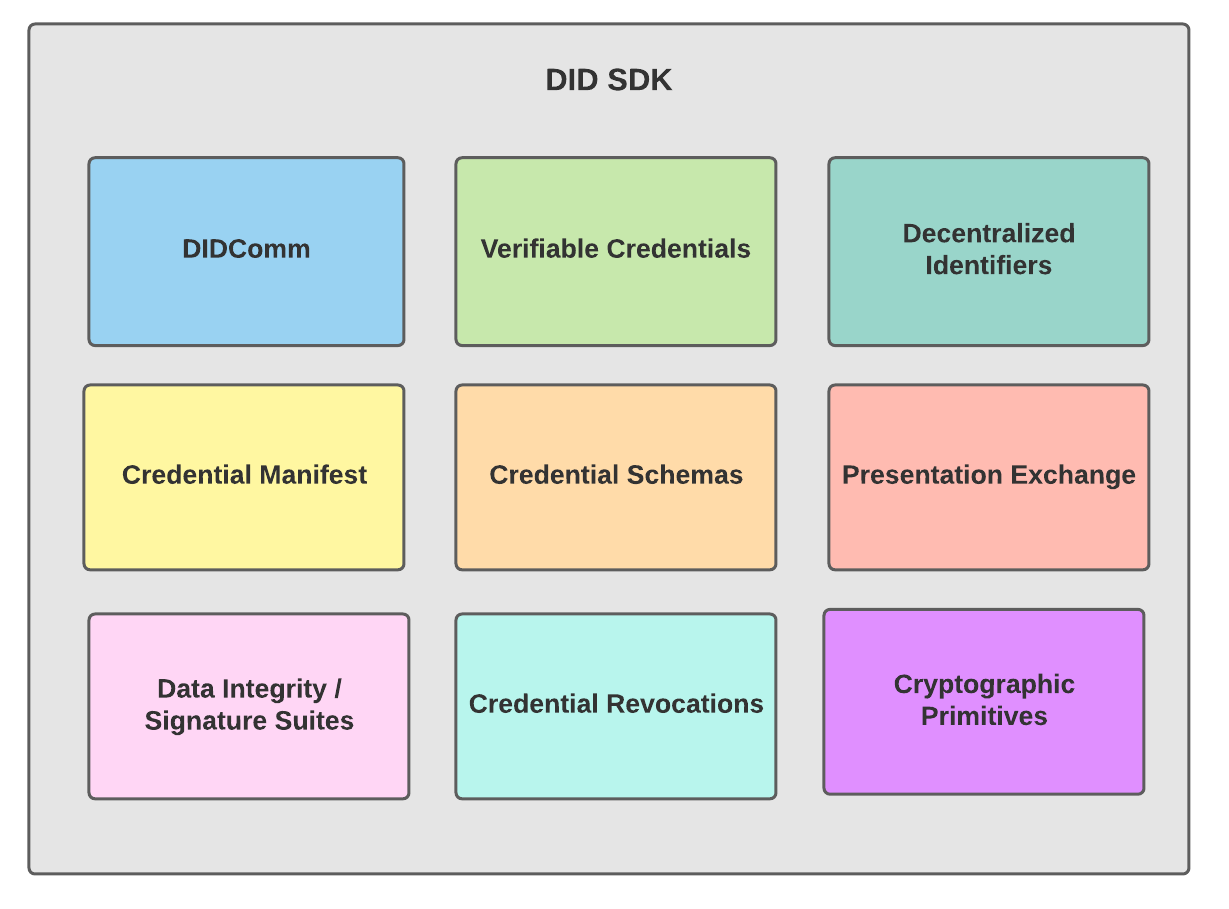 DID SDK
DIDComm
Verifiable Credentials
Decentralized
Identifiers
Credential Manifest
Credential Schemas
Presentation Exchange
Data Integrity /
Signature Suites
Credential Revocations
Cryptographic
Primitives